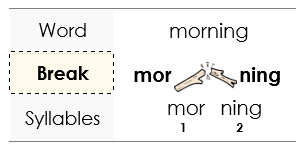 Word morning
Break mor ning
Syllables mor ning
1 2